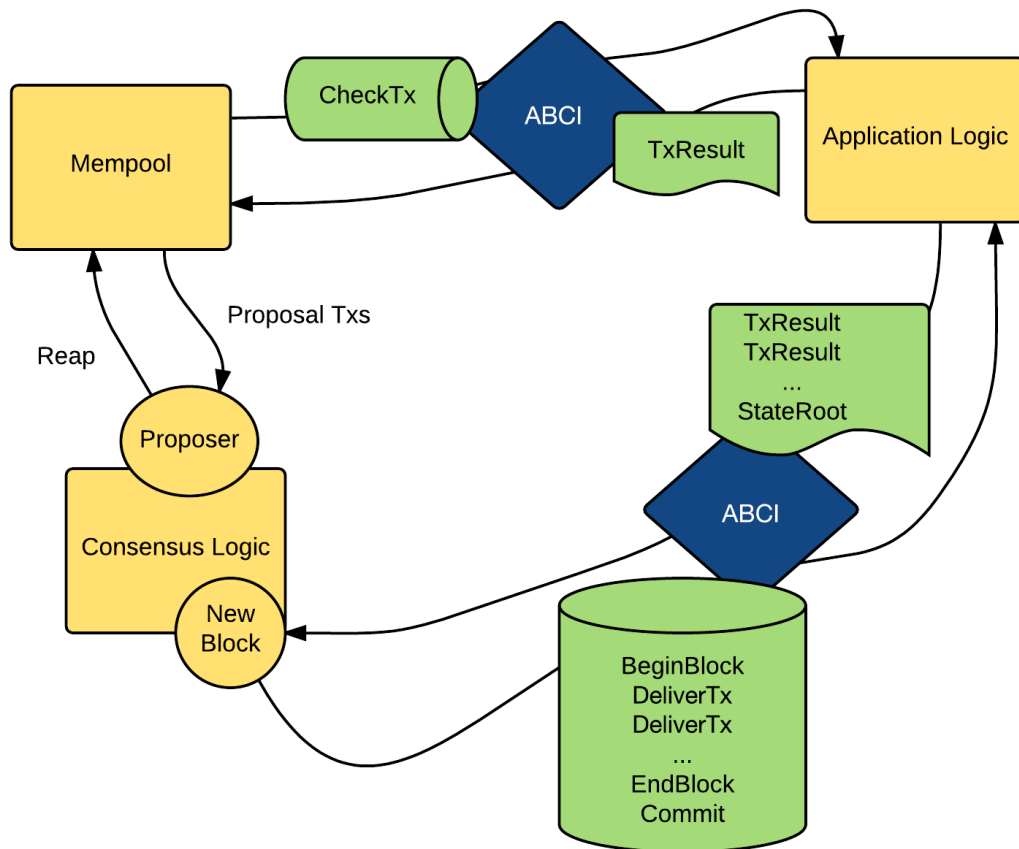 CheckTx
ABCI
TxResult
Application Logic
Mempool
Proposal Txs
Reap
TxResult
TxResult
...
StateRoot
Proposer
ABCI
Consensus Logic
New
Block
BeginBlock
DeliverTx
DeliverTx
...
EndBlock
Commit